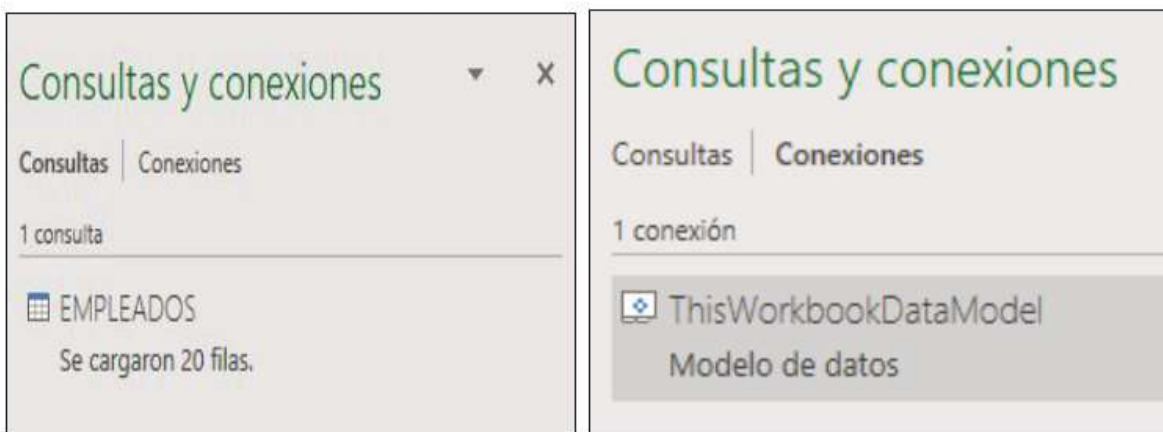 Consultas y conexiones
Consultas | Conexiones
1 consulta
EMPLEADOS
Se cargaron 20 filas.
Consultas y conexiones
Consultas | Conexiones
1 conexión
ThisWorkbookDataModel
Modelo de datos